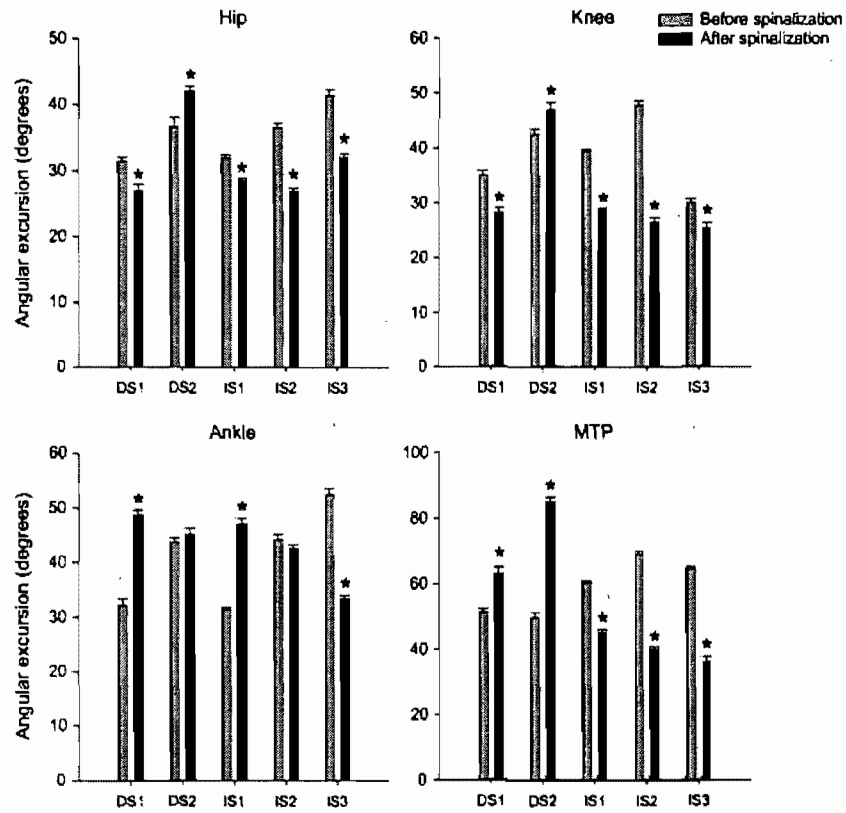 Hip
Knee
Before spinalization
After spinalization
Angular excursion (degrees)
50
40
30
20
10
0
DS1 DS2 IS1 IS2 IS3
60
50
40
30
20
10
0
DS1 DS2 IS1 IS2 IS3
Ankle
MTP
Angular excursion (degrees)
60
50
40
30
20
10
0
DS1 DS2 IS1 IS2 IS3
100
80
60
40
20
0
DS1 DS2 IS1 IS2 IS3